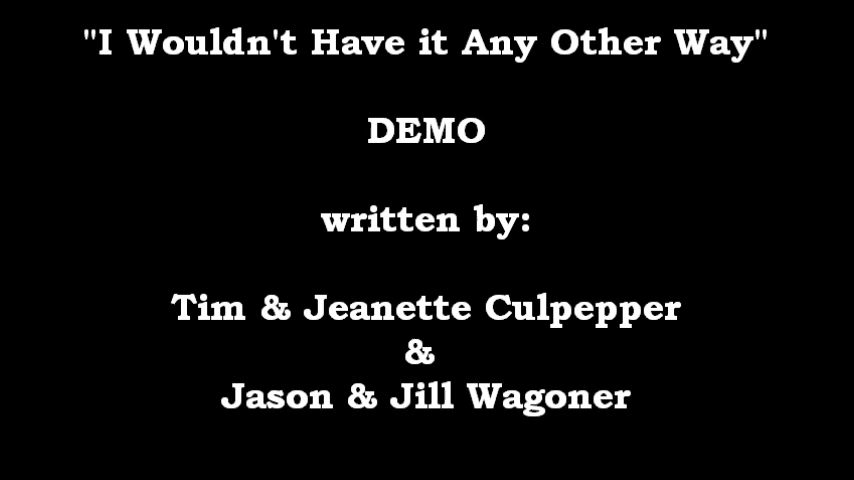 "I Wouldn't Have it Any Other Way"
DEMO
written by:
Tim & Jeanette Culpepper
&
Jason & Jill Wagoner